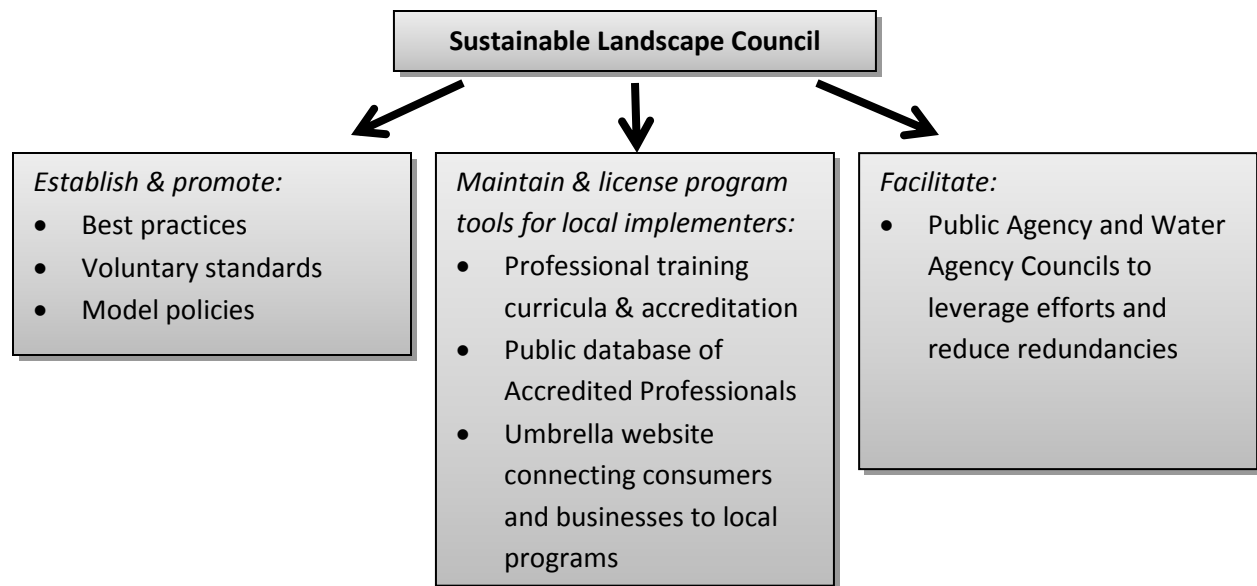 Sustainable Landscape Council
Establish & promote:
• Best practices
• Voluntary standards
• Model policies
Maintain & license program
tools for local implementers:
• Professional training
curricula & accreditation
• Public database of
Accredited Professionals
• Umbrella website
connecting consumers
and businesses to local
programs
Facilitate:
• Public Agency and Water
Agency Councils to
leverage efforts and
reduce redundancies